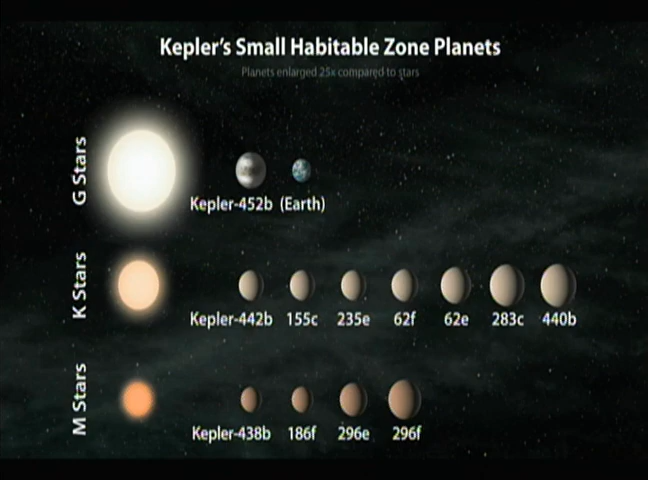 Kepler's Small Habitable Zone Planets
Planets enlarged 25x compared to stars
G Stars
Kepler-452b (Earth)
K Stars
Kepler-442b 155c 235e 62f 62e 283c 440b
M Stars
Kepler-438b 186f 296e 296f